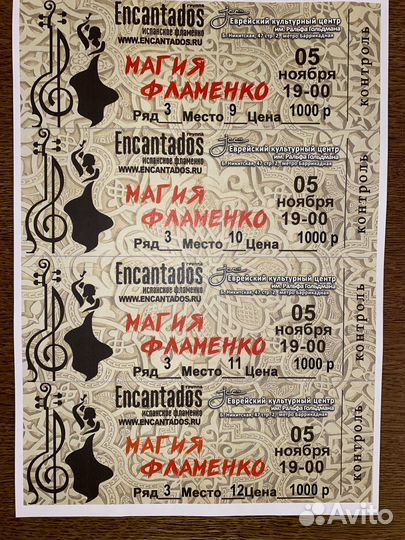 группа
Encantados
испанское фламенко
WWW.ENCANTADOS.RU
Еврейский культурный центр
им. Ральфа Гольдмана
Б. Никитская, 47 стр. 2, метро Баррикадная
МАГИЯ
ФЛАМЕНКО
05
ноября
19-00
Ряд 3 Место 9 Цена 1000 р
контроль
группа
Encantados
испанское фламенко
WWW.ENCANTADOS.RU
Еврейский культурный центр
им. Ральфа Гольдмана
Б. Никитская, 47 стр. 2, метро Баррикадная
МАГИЯ
ФЛАМЕНКО
05
ноября
19-00
Ряд 3 Место 10 Цена 1000 р
контроль
группа
Encantados
испанское фламенко
WWW.ENCANTADOS.RU
Еврейский культурный центр
им. Ральфа Гольдмана
Б. Никитская, 47 стр. 2, метро Баррикадная
МАГИЯ
ФЛАМЕНКО
05
ноября
19-00
Ряд 3 Место 11 Цена 1000 р
контроль
группа
Encantados
испанское фламенко
WWW.ENCANTADOS.RU
Еврейский культурный центр
им. Ральфа Гольдмана
Б. Никитская, 47 стр. 2, метро Баррикадная
МАГИЯ
ФЛАМЕНКО
05
ноября
19-00
Ряд 3 Место 12 Цена 1000 р
контроль
Avito